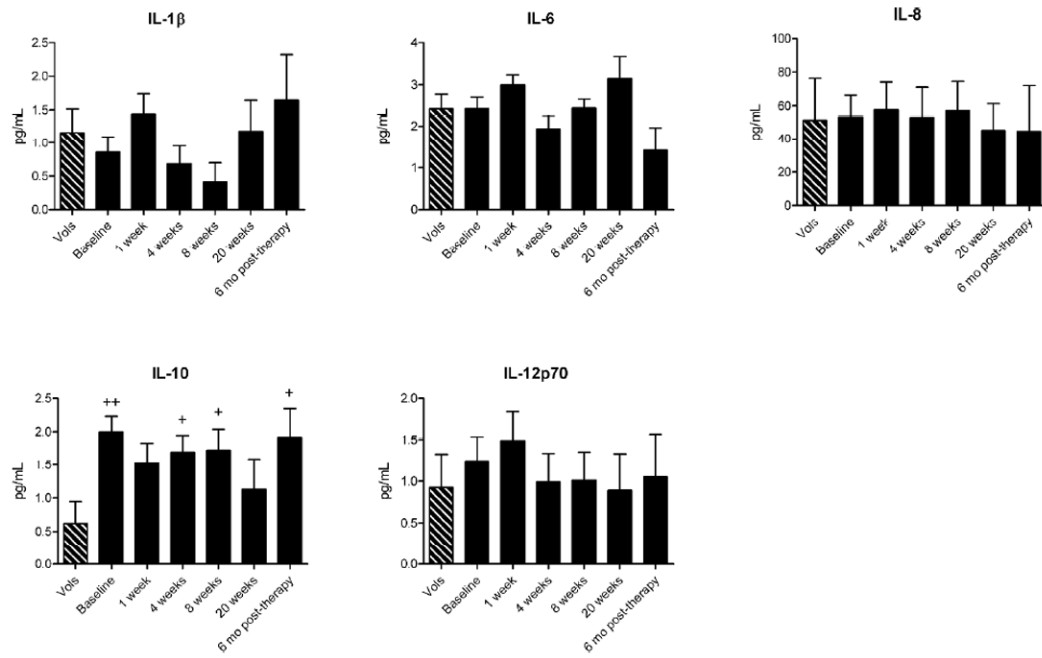 IL-1β
2.5
2.0
1.5
1.0
0.5
0.0
pg/mL
Vols
Baseline
1 week
4 weeks
8 weeks
20 weeks
6 mo post-therapy
IL-6
4
3
2
1
0
pg/mL
Vols
Baseline
1 week
4 weeks
8 weeks
20 weeks
6 mo post-therapy
IL-8
100
80
60
40
20
0
pg/mL
Vols
Baseline
1 week
4 weeks
8 weeks
20 weeks
6 mo post-therapy
IL-10
2.5
2.0
1.5
1.0
0.5
0.0
pg/mL
++
+
+
+
Vols
Baseline
1 week
4 weeks
8 weeks
20 weeks
6 mo post-therapy
IL-12p70
2.0
1.5
1.0
0.5
0.0
pg/mL
Vols
Baseline
1 week
4 weeks
8 weeks
20 weeks
6 mo post-therapy